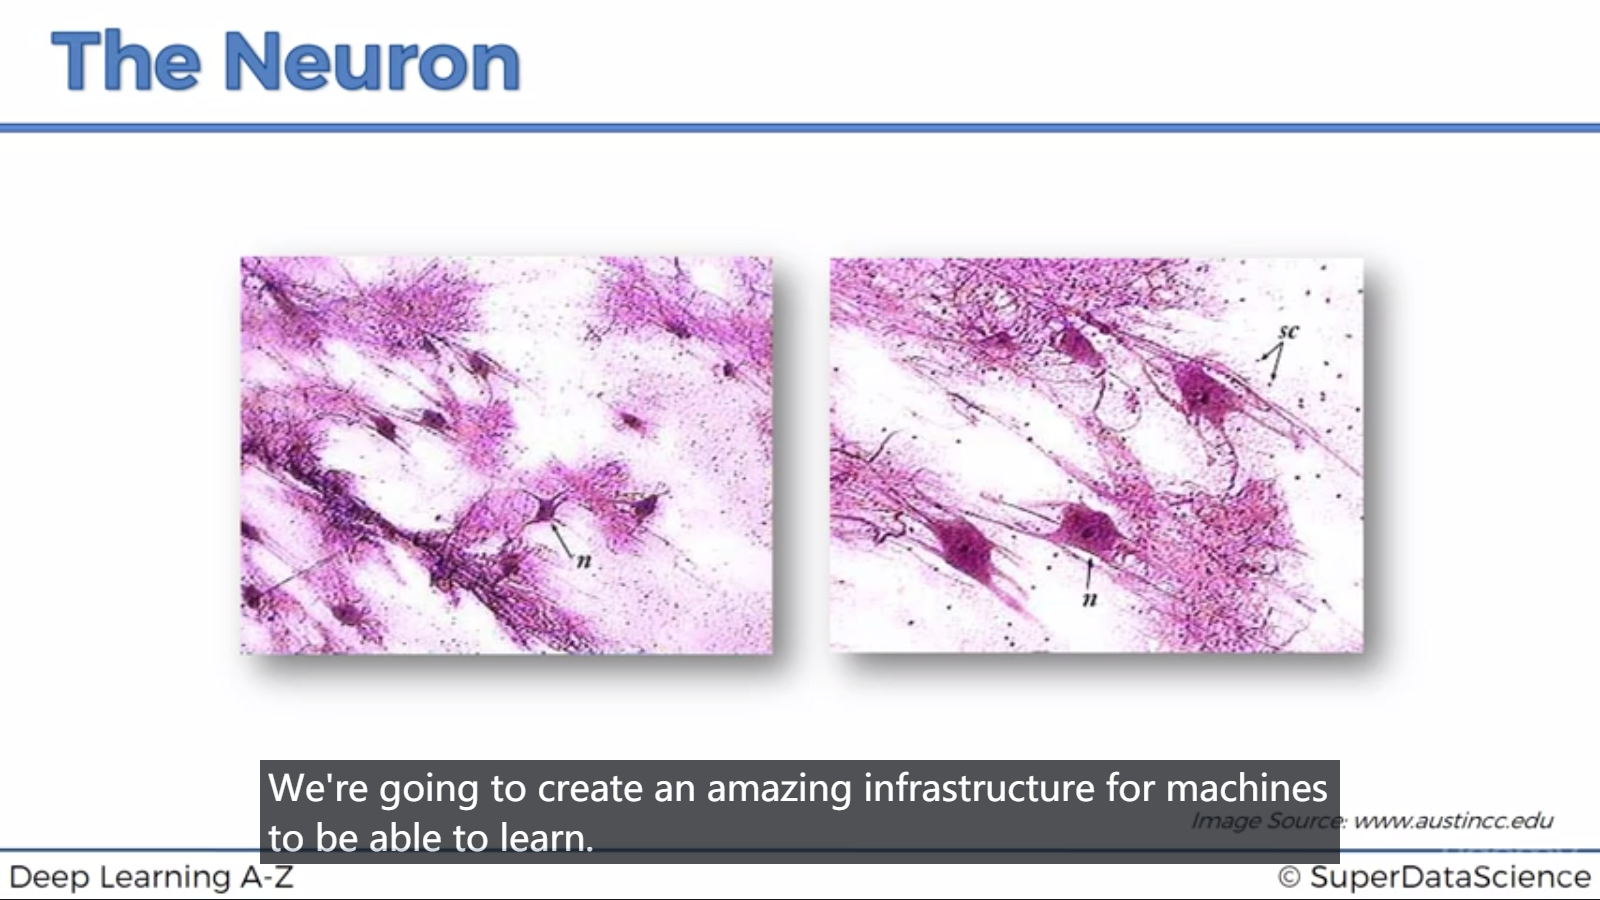 The Neuron
sc
n
n
We're going to create an amazing infrastructure for machines
to be able to learn.
Image Source: www.austincc.edu
Deep Learning A-Z
© SuperDataScience